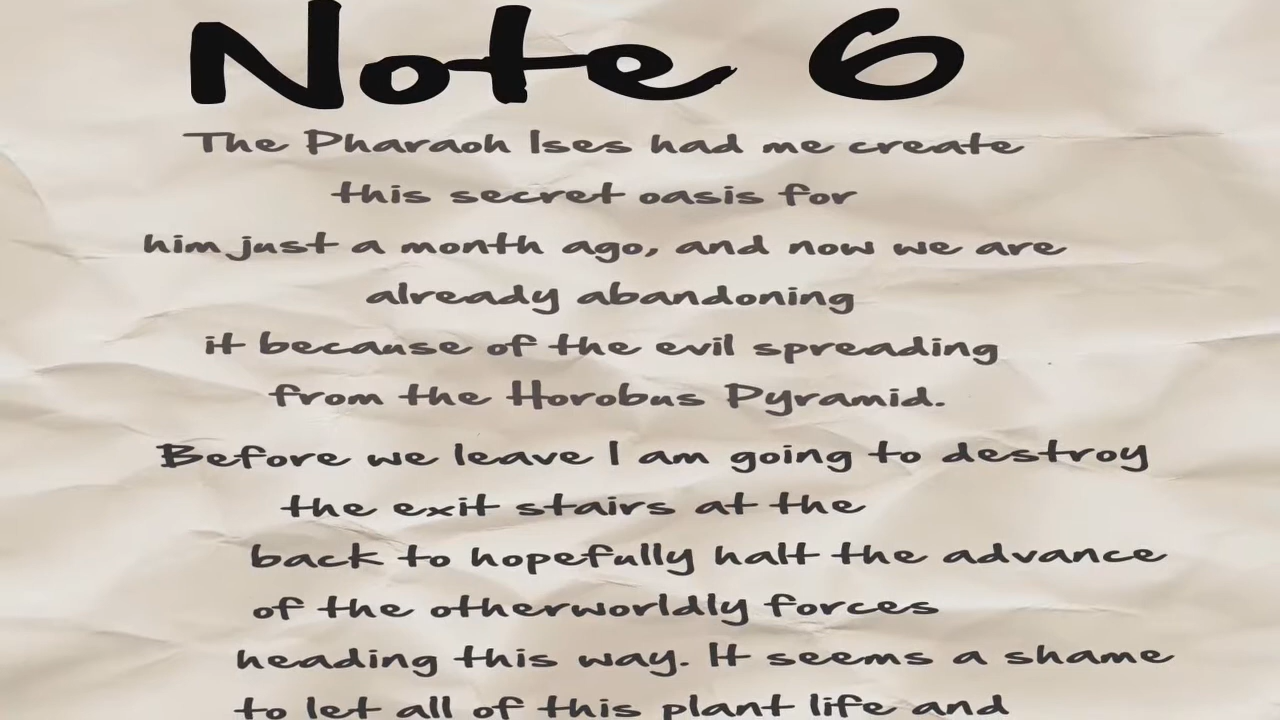 Note 6
The Pharaoh Ises had me create
this secret oasis for
him just a month ago, and now we are
already abandoning
it because of the evil spreading
from the Horobus Pyramid.
Before we leave I am going to destroy
the exit stairs at the
back to hopefully halt the advance
of the otherworldly forces
heading this way. It seems a shame
to let all of this plant life and